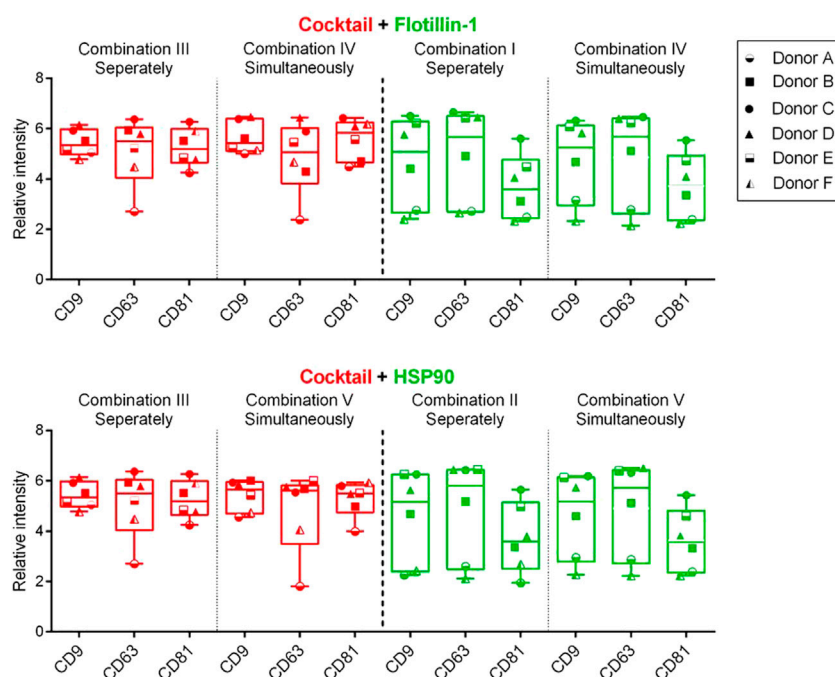 Cocktail + Flotillin-1
Combination III
Seperately
Combination IV
Simultaneously
Combination I
Seperately
Combination IV
Simultaneously
Relative intensity
8
6
4
2
0
CD9
CD63
CD81
CD9
CD63
CD81
CD9
CD63
CD81
CD9
CD63
CD81
Donor A
Donor B
Donor C
Donor D
Donor E
Donor F
Cocktail + HSP90
Combination III
Seperately
Combination V
Simultaneously
Combination II
Seperately
Combination V
Simultaneously
Relative intensity
8
6
4
2
0
CD9
CD63
CD81
CD9
CD63
CD81
CD9
CD63
CD81
CD9
CD63
CD81